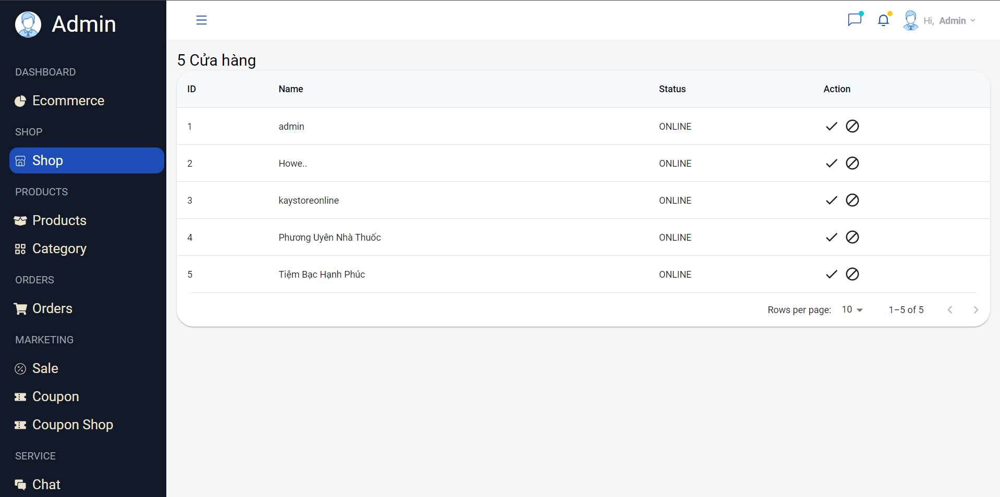 Admin
DASHBOARD
Ecommerce
SHOP
Shop
PRODUCTS
Products
Category
ORDERS
Orders
MARKETING
Sale
Coupon
Coupon Shop
SERVICE
Chat
Hi, Admin
5 Cửa hàng
ID Name Status Action
1 admin ONLINE
2 Howe.. ONLINE
3 kaystoreonline ONLINE
4 Phương Uyên Nhà Thuốc ONLINE
5 Tiệm Bạc Hạnh Phúc ONLINE
Rows per page: 10 1–5 of 5